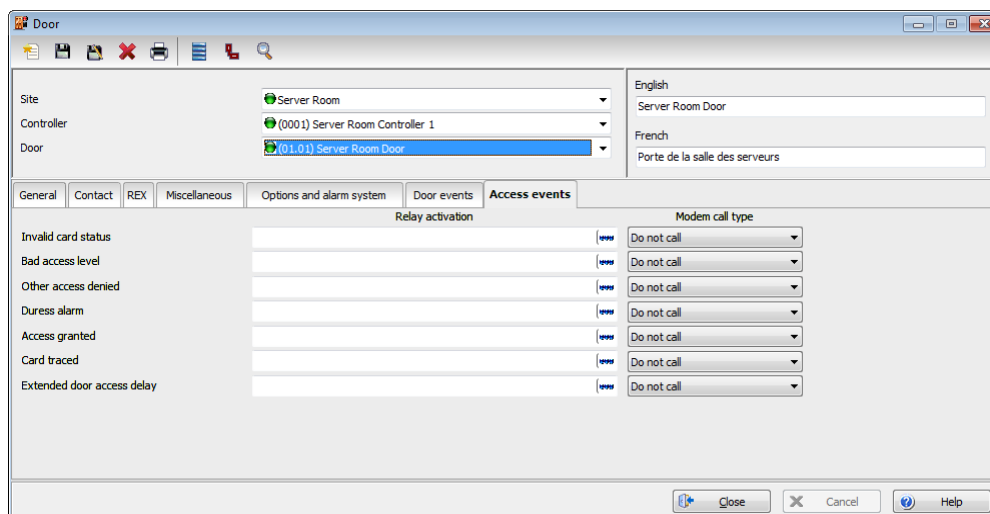 Door
Site
Server Room
English
Server Room Door
Controller
(0001) Server Room Controller 1
French
Door
(01.01) Server Room Door
Porte de la salle des serveurs
General Contact REX Miscellaneous Options and alarm system Door events Access events
Relay activation Modem call type
Invalid card status Do not call
Bad access level Do not call
Other access denied Do not call
Duress alarm Do not call
Access granted Do not call
Card traced Do not call
Extended door access delay Do not call
Close Cancel Help